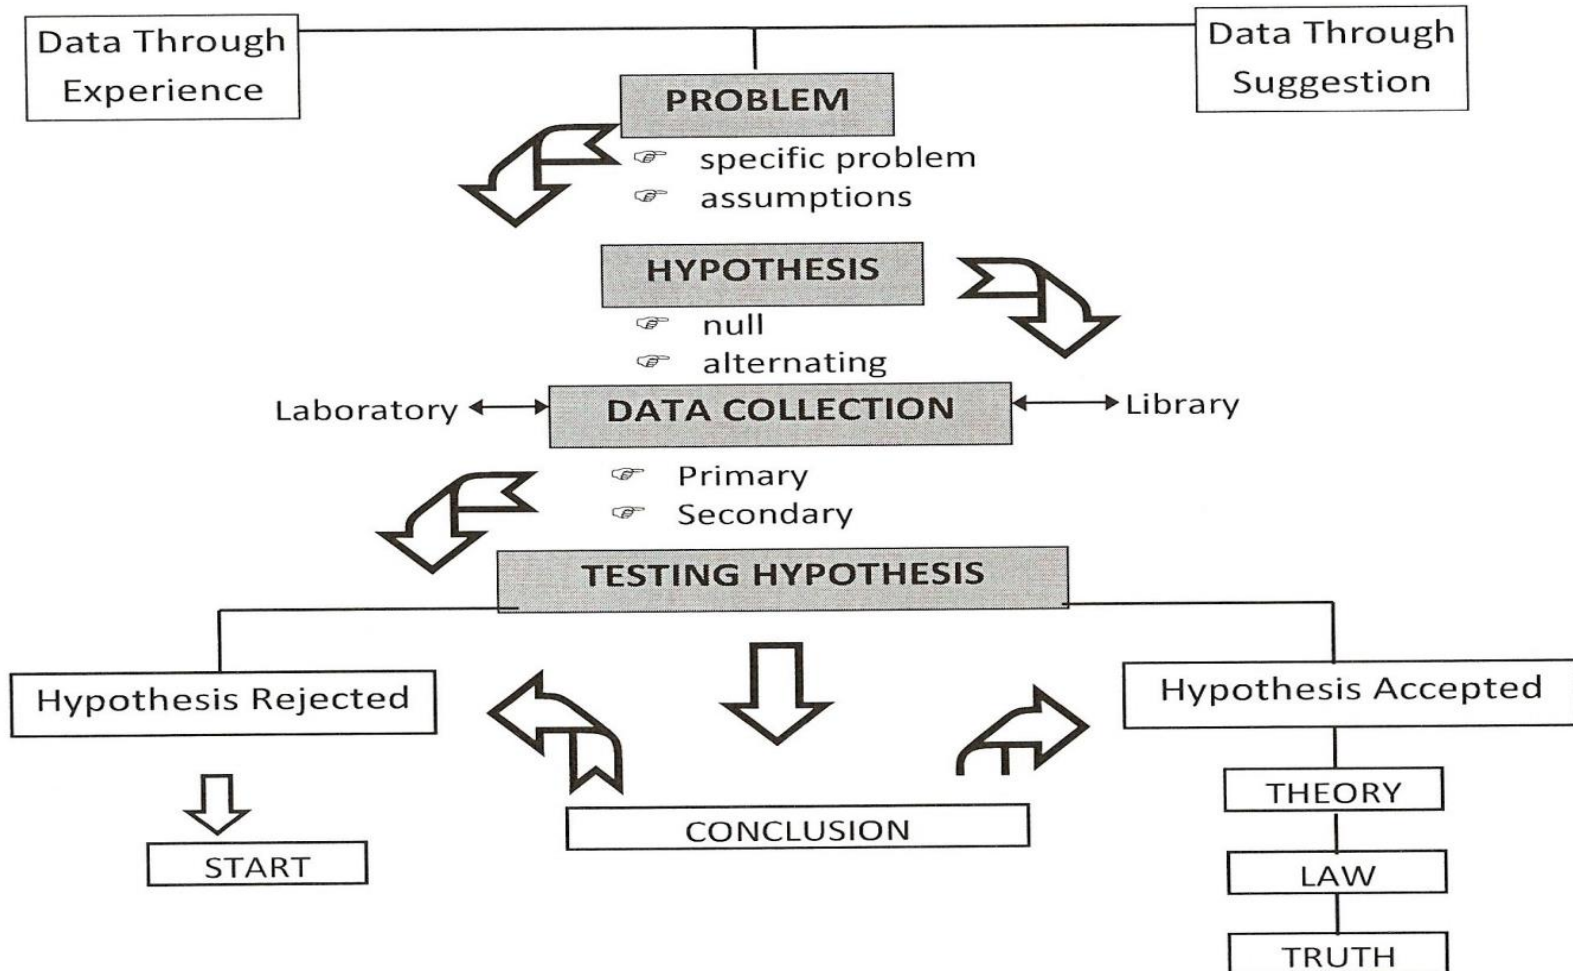 Data Through
Experience
Data Through
Suggestion
PROBLEM
specific problem
assumptions
HYPOTHESIS
null
alternating
Laboratory
DATA COLLECTION
Library
Primary
Secondary
TESTING HYPOTHESIS
Hypothesis Rejected
Hypothesis Accepted
START
CONCLUSION
THEORY
LAW
TRUTH